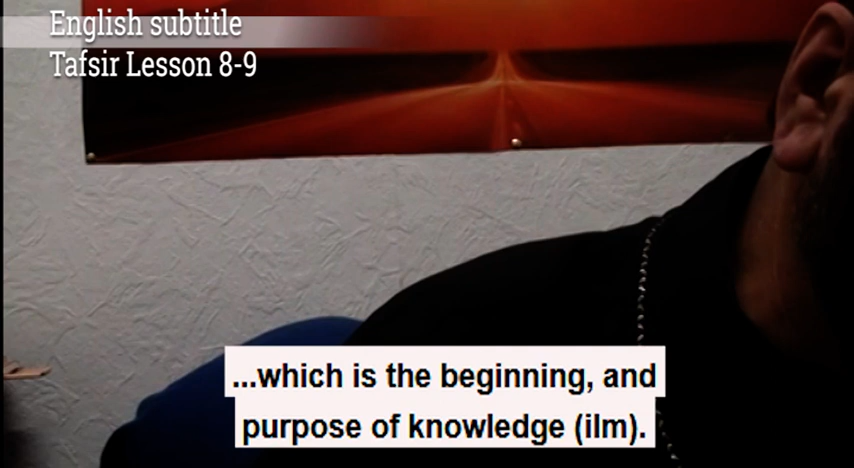 English subtitle
Tafsir Lesson 8-9
...which is the beginning, and
purpose of knowledge (ilm).